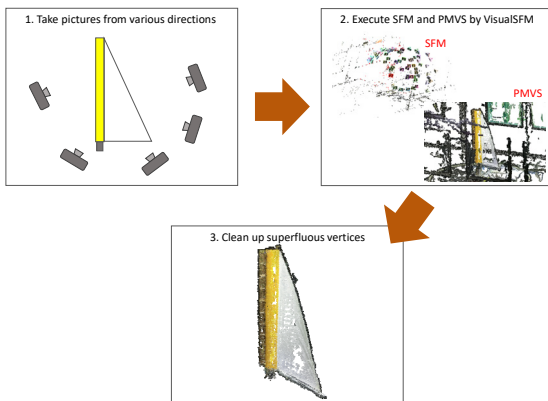 1. Take pictures from various directions
2. Execute SFM and PMVS by VisualSFM
SFM
PMVS
3. Clean up superfluous vertices